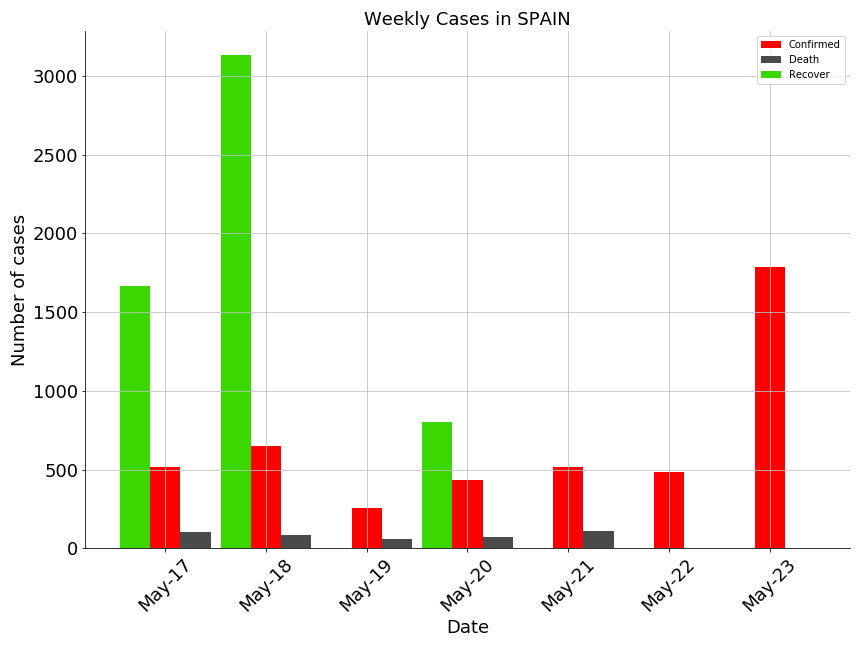 Weekly Cases in SPAIN
Confirmed
Death
Recover
Number of cases
3000
2500
2000
1500
1000
500
0
May-17
May-18
May-19
May-20
May-21
May-22
May-23
Date